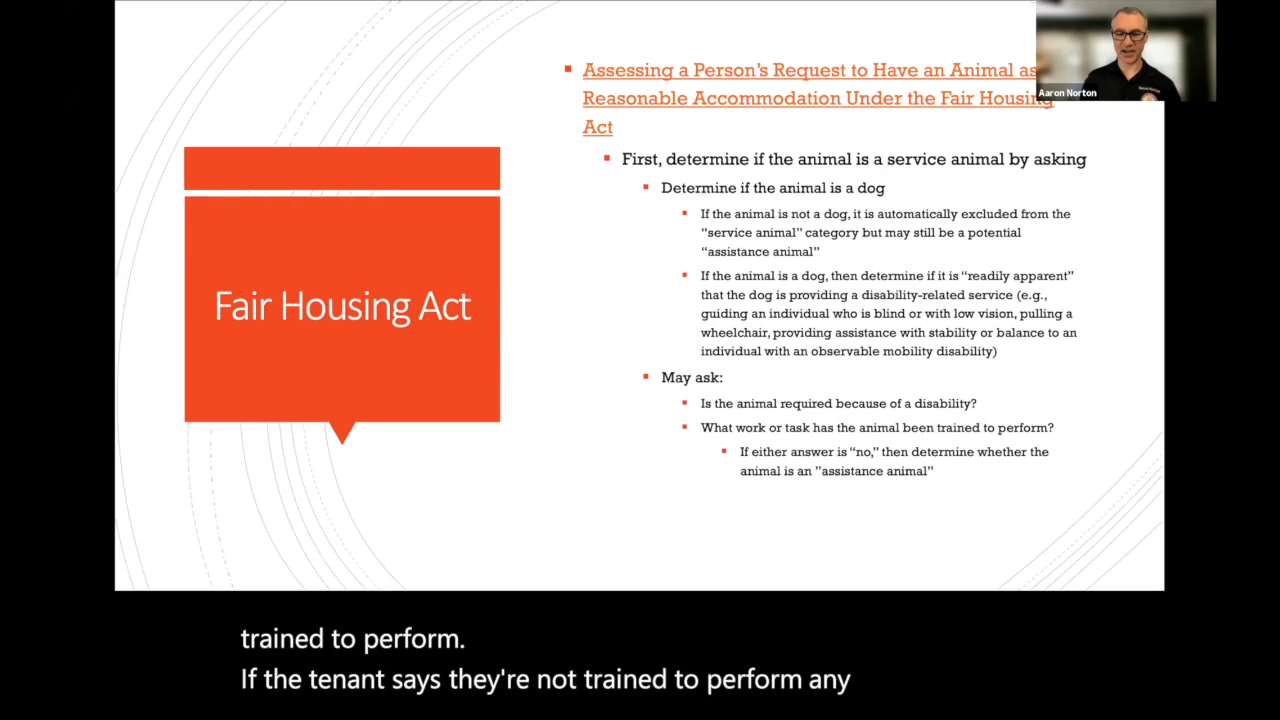 Assessing a Person's Request to Have an Animal as
Reasonable Accommodation Under the Fair Housing
Act
Aaron Norton
First, determine if the animal is a service animal by asking
Determine if the animal is a dog
If the animal is not a dog, it is automatically excluded from the
“service animal” category but may still be a potential
“assistance animal”
If the animal is a dog, then determine if it is “readily apparent”
that the dog is providing a disability-related service (e.g.,
guiding an individual who is blind or with low vision, pulling a
wheelchair, providing assistance with stability or balance to an
individual with an observable mobility disability)
May ask:
Is the animal required because of a disability?
What work or task has the animal been trained to perform?
If either answer is “no,” then determine whether the
animal is an ”assistance animal”
Fair Housing Act
trained to perform.
If the tenant says they're not trained to perform any